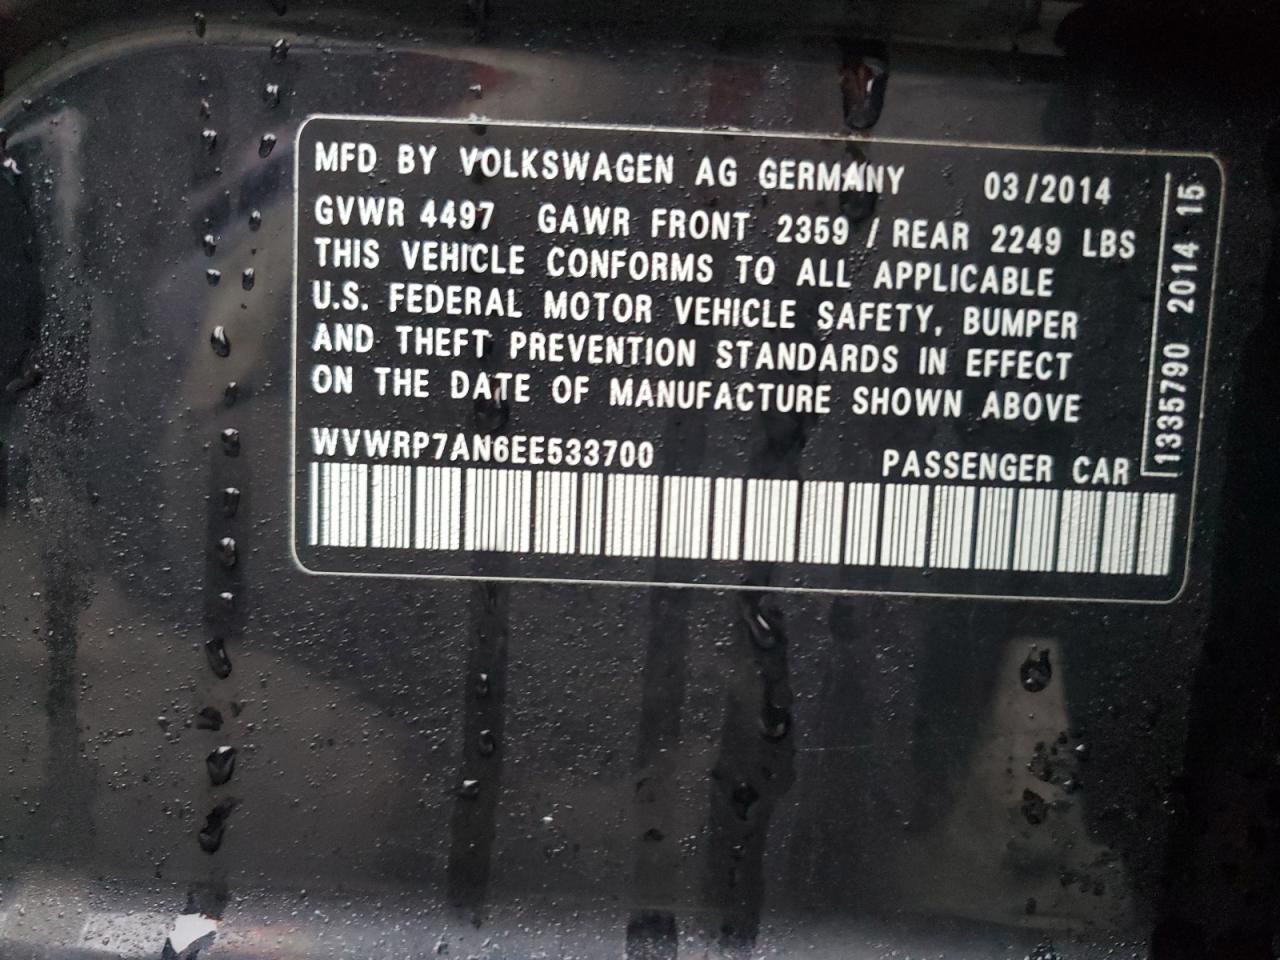 MFD BY VOLKSWAGEN AG GERMANY 03/2014
GVWR 4497 GAWR FRONT 2359 / REAR 2249 LBS
THIS VEHICLE CONFORMS TO ALL APPLICABLE
U.S. FEDERAL MOTOR VEHICLE SAFETY, BUMPER
AND THEFT PREVENTION STANDARDS IN EFFECT
ON THE DATE OF MANUFACTURE SHOWN ABOVE
WVWRP7AN6EE533700 PASSENGER CAR
1335790 2014 15